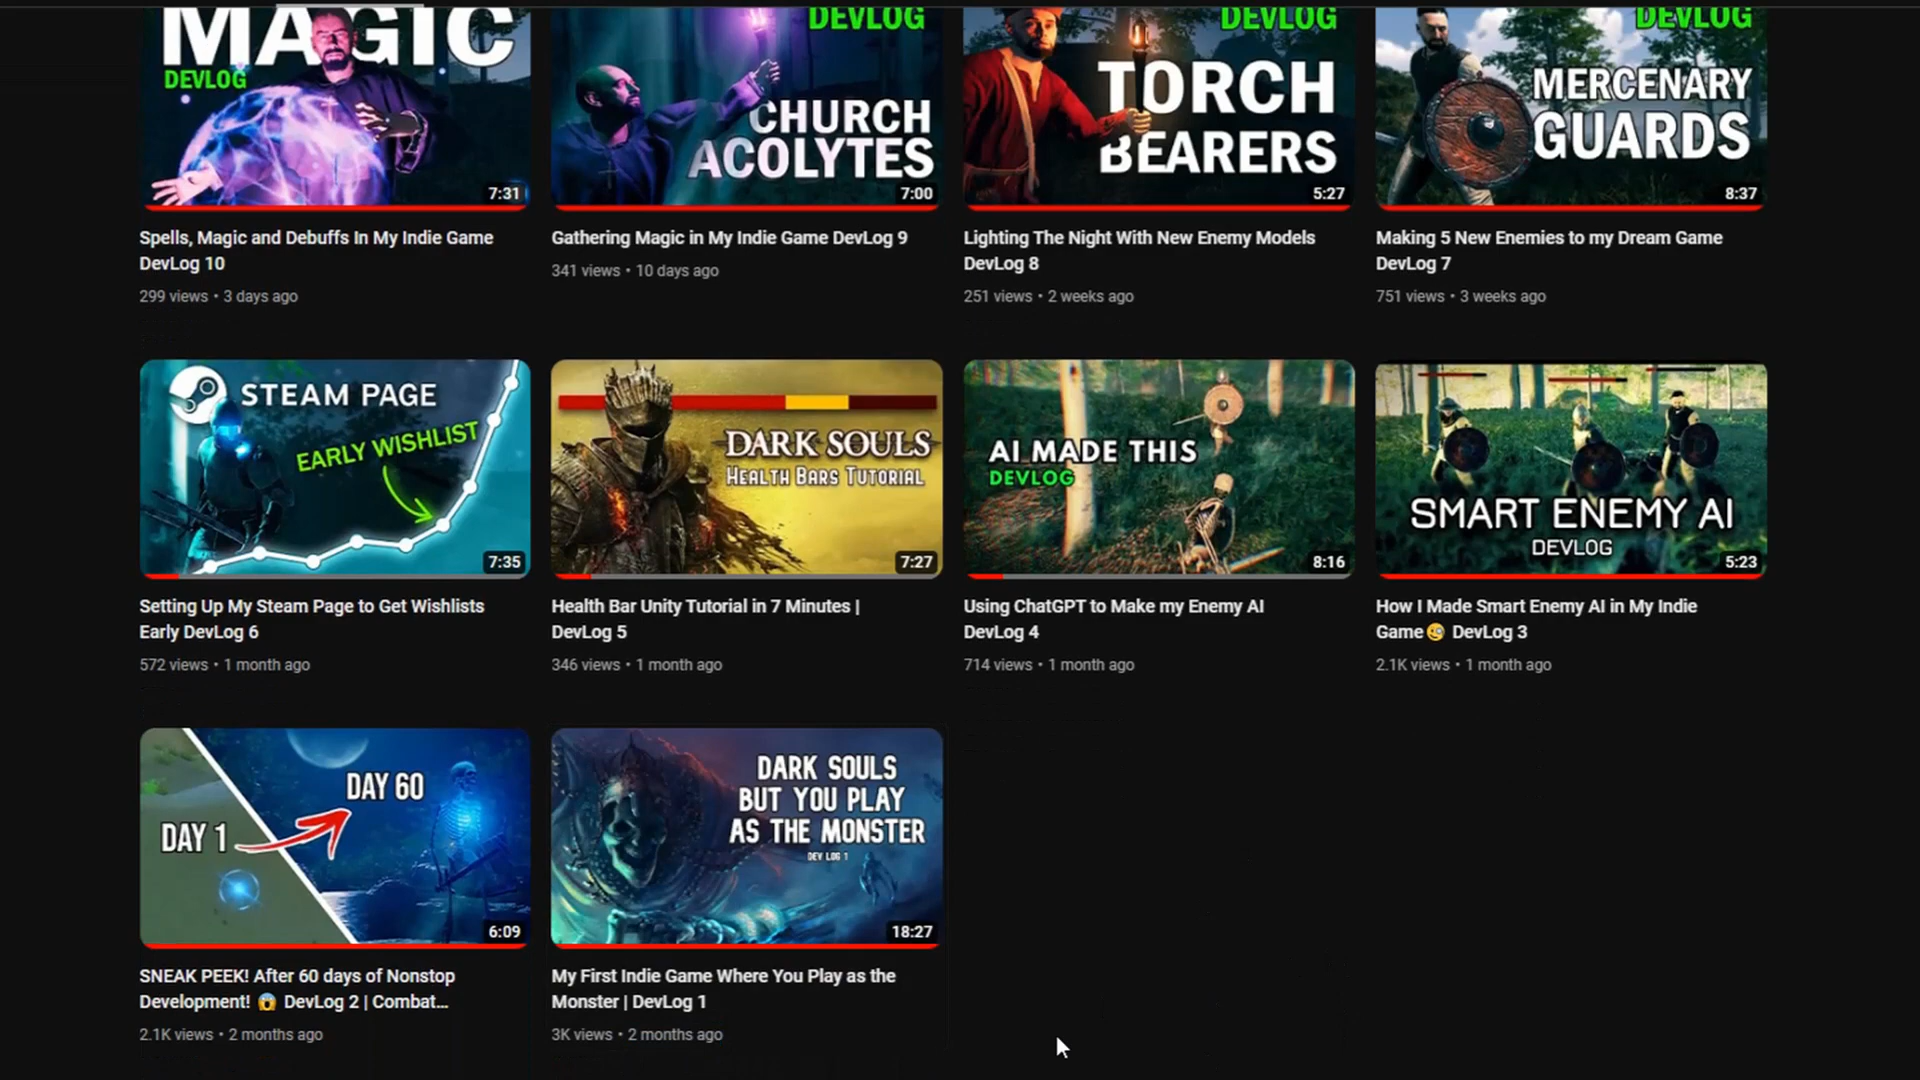 MAGIC
DEVLOG
7:31
DEVLOG
CHURCH
ACOLYTES
7:00
DEVLOG
TORCH
BEARERS
5:27
DEVLOG
MERCENARY
GUARDS
8:37
Spells, Magic and Debuffs In My Indie Game
DevLog 10
299 views • 3 days ago
Gathering Magic in My Indie Game DevLog 9
341 views • 10 days ago
Lighting The Night With New Enemy Models
DevLog 8
251 views • 2 weeks ago
Making 5 New Enemies to my Dream Game
DevLog 7
751 views • 3 weeks ago
STEAM PAGE
EARLY WISHLIST
7:35
DARK SOULS
HEALTH BARS TUTORIAL
7:27
AI MADE THIS
DEVLOG
8:16
SMART ENEMY AI
DEVLOG
5:23
Setting Up My Steam Page to Get Wishlists
Early DevLog 6
572 views • 1 month ago
Health Bar Unity Tutorial in 7 Minutes |
DevLog 5
346 views • 1 month ago
Using ChatGPT to Make my Enemy AI
DevLog 4
714 views • 1 month ago
How I Made Smart Enemy AI in My Indie
Game🧐 DevLog 3
2.1K views • 1 month ago
DAY 60
DAY 1
6:09
DARK SOULS
BUT YOU PLAY
AS THE MONSTER
DEV LOG 1
18:27
SNEAK PEEK! After 60 days of Nonstop
Development! 😱 DevLog 2 | Combat...
2.1K views • 2 months ago
My First Indie Game Where You Play as the
Monster | DevLog 1
3K views • 2 months ago